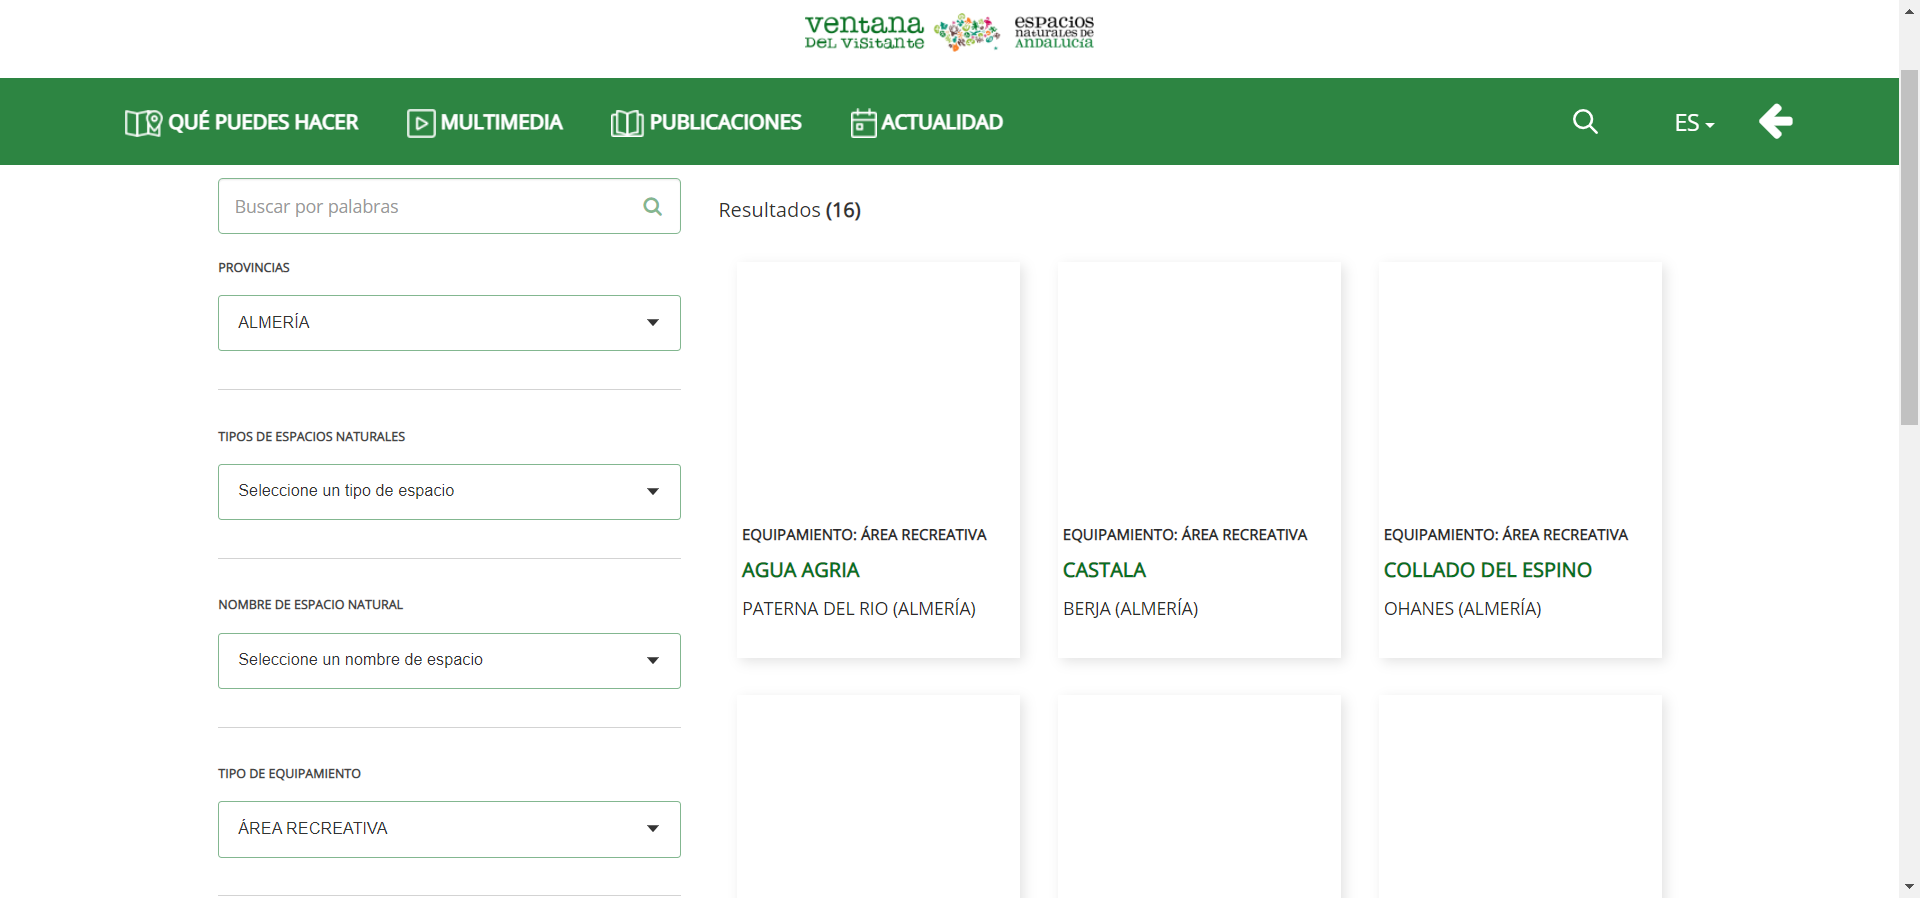 ventana
DEL VISITANTE
espacios
naturales de
ANDALUCÍA
QUÉ PUEDES HACER
MULTIMEDIA
PUBLICACIONES
ACTUALIDAD
ES
Buscar por palabras
Resultados (16)
PROVINCIAS
ALMERÍA
TIPOS DE ESPACIOS NATURALES
Seleccione un tipo de espacio
NOMBRE DE ESPACIO NATURAL
Seleccione un nombre de espacio
TIPO DE EQUIPAMIENTO
ÁREA RECREATIVA
EQUIPAMIENTO: ÁREA RECREATIVA
AGUA AGRIA
PATERNA DEL RIO (ALMERÍA)
EQUIPAMIENTO: ÁREA RECREATIVA
CASTALA
BERJA (ALMERÍA)
EQUIPAMIENTO: ÁREA RECREATIVA
COLLADO DEL ESPINO
OHANES (ALMERÍA)